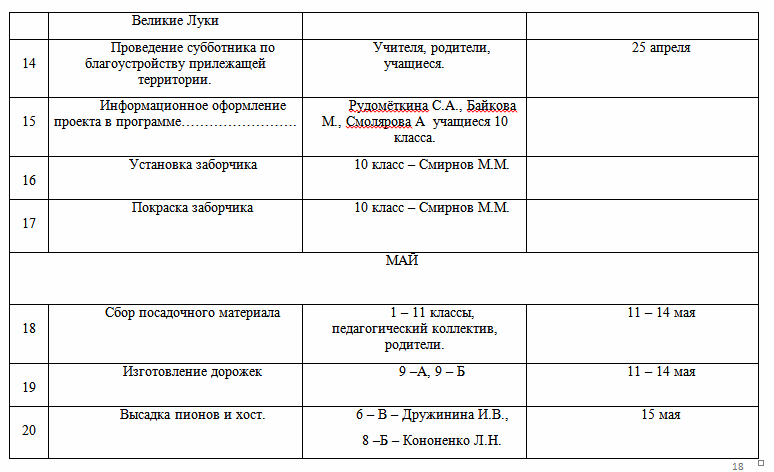 Великие Луки
14
Проведение субботника по
благоустройству прилежащей
территории.
Учителя, родители,
учащиеся.
25 апреля
15
Информационное оформление
проекта в программе…………………….
Рудомёткина С.А., Байкова
М., Смолярова А  учащиеся 10
класса.
16
Установка заборчика
10 класс – Смирнов М.М.
17
Покраска заборчика
10 класс – Смирнов М.М.
МАЙ
18
Сбор посадочного материала
1 – 11 классы,
педагогический коллектив,
родители.
11 – 14 мая
19
Изготовление дорожек
9 –А, 9 – Б
11 – 14 мая
20
Высадка пионов и хост.
6 – В – Дружинина И.В.,
8 –Б – Кононенко Л.Н.
15 мая
18